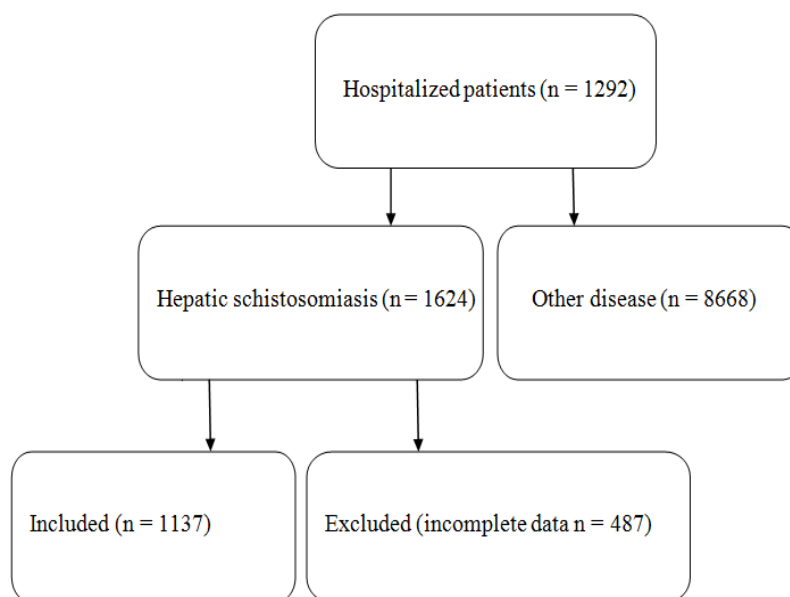 Hospitalized patients (n = 1292)
Hepatic schistosomiasis (n = 1624)
Other disease (n = 8668)
Included (n = 1137)
Excluded (incomplete data n = 487)